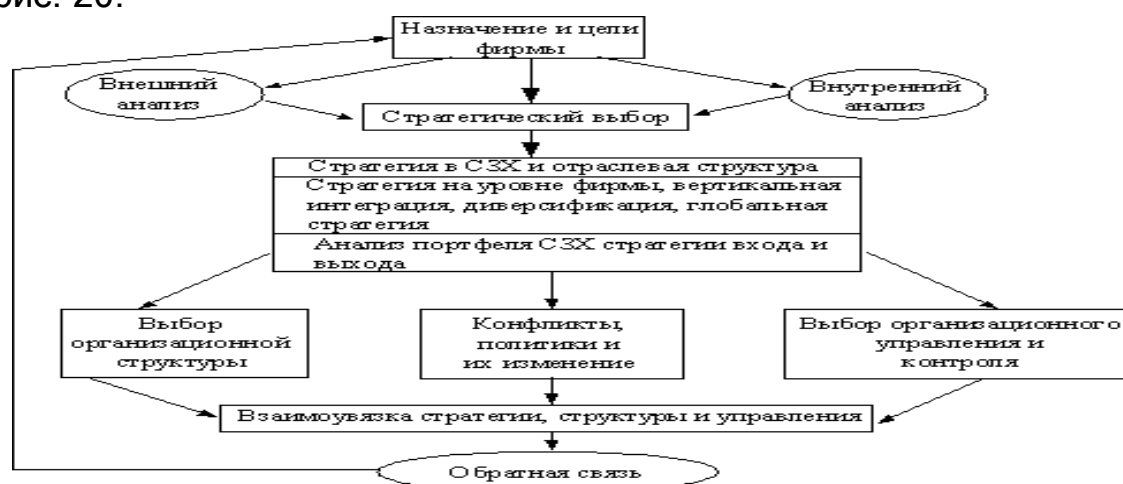 рис. 20.
Назначение и цели
фирмы
Внешний
анализ
Внутренний
анализ
Стратегический выбор
Стратегия в СЗХ и отраслевая структура
Стратегия на уровне фирмы, вертикальная
интеграция, диверсификация, глобальная
стратегия
Анализ портфеля СЗХ стратегии входа и
выхода
Выбор
организационной
структуры
Конфликты,
политики и
их изменение
Выбор организационного
управления и
контроля
Взаимоувязка стратегии, структуры и управления
Обратная связь